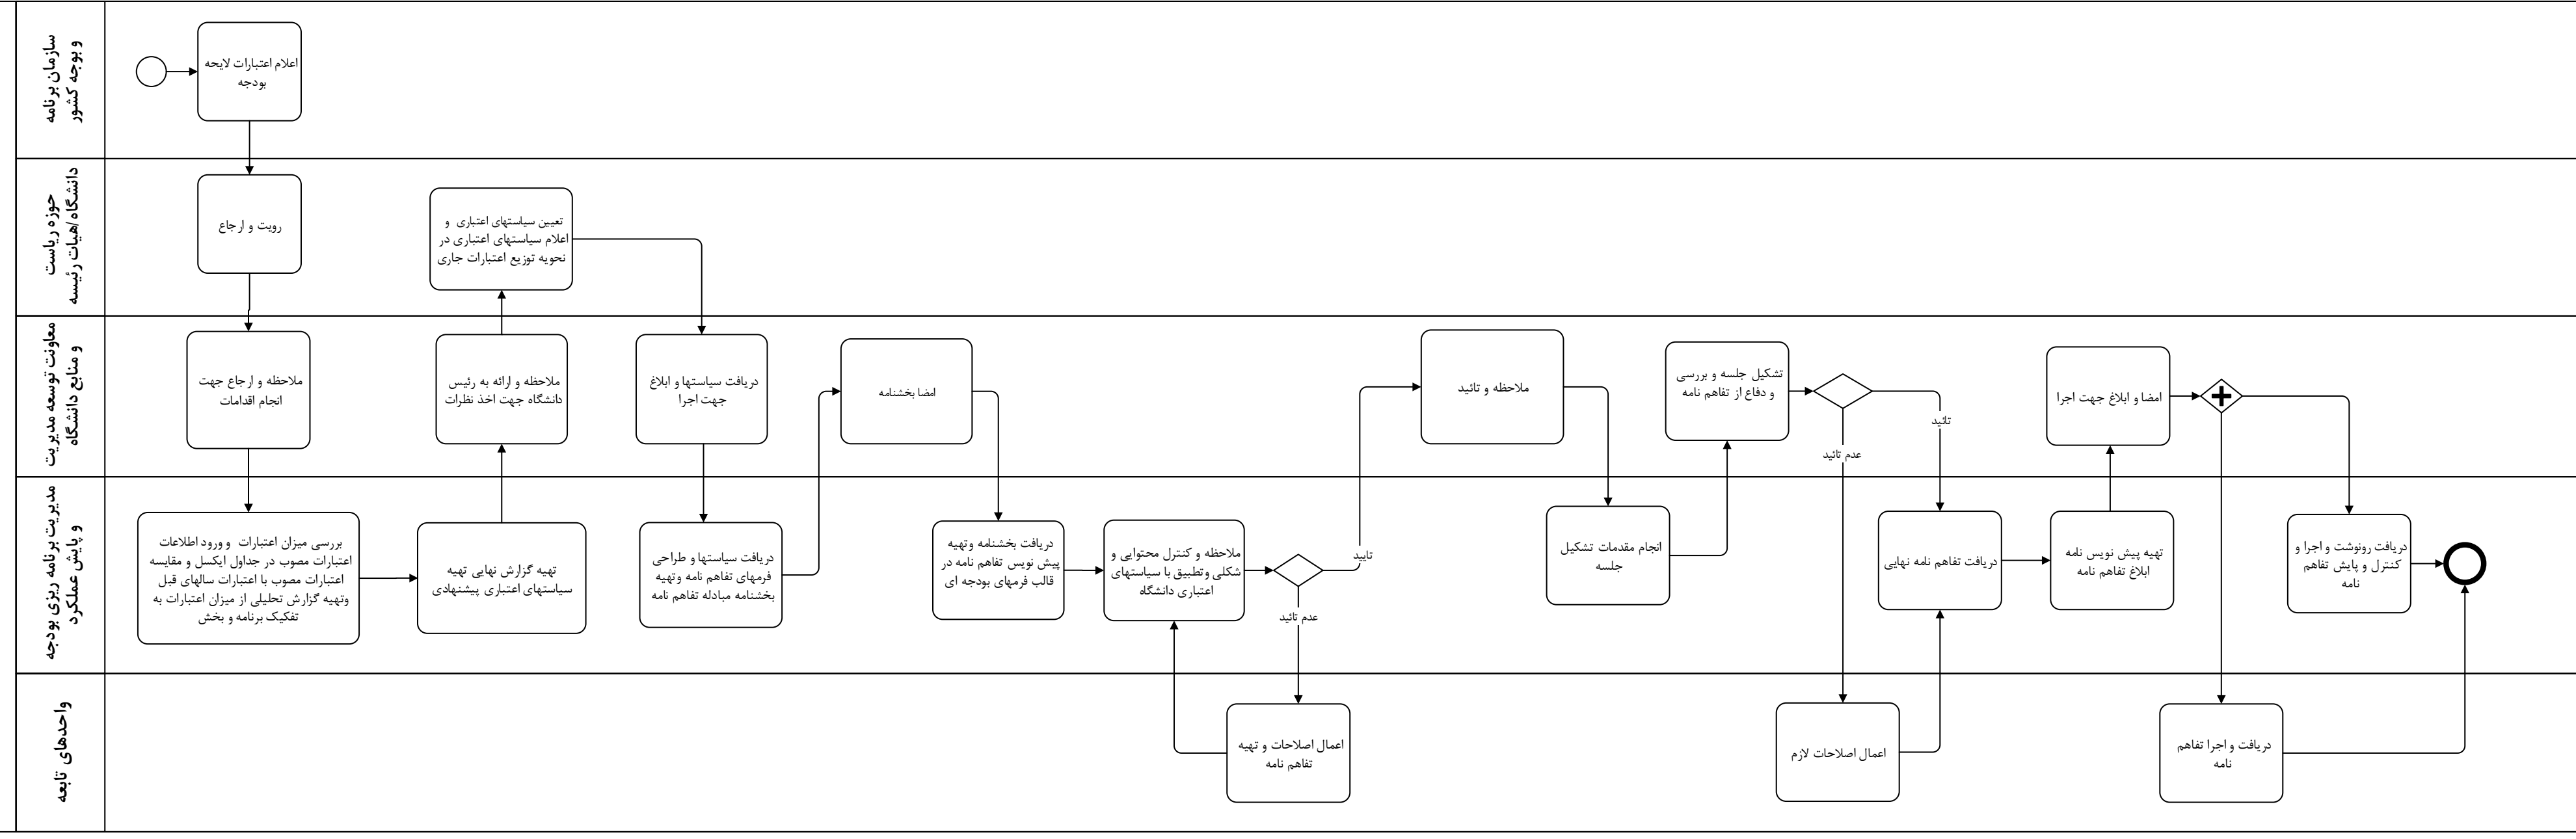 سازمان برنامه
و بودجه کشور
اعلام اعتبارات لایحه
بودجه
حوزه ریاست
دانشگاه/هیات رئیسه
رویت و ارجاع
تعیین سیاستهای اعتباری و
اعلام سیاستهای اعتباری در
نحویه توزیع اعتبارات جاری
معاونت توسعه مدیریت
و منابع دانشگاه
ملاحظه و ارجاع جهت
انجام اقدامات
ملاحظه و ارائه به رئیس
دانشگاه جهت اخذ نظرات
دریافت سیاستها و ابلاغ
جهت اجرا
امضا بخشنامه
ملاحظه و تائید
تشکیل جلسه و بررسی
و دفاع از تفاهم نامه
تائید
عدم تائید
امضا و ابلاغ جهت اجرا
مدیریت برنامه ریزی بودجه
و پایش عملکرد
بررسی میزان اعتبارات و ورود اطلاعات
اعتبارات مصوب در جداول ایکسل و مقایسه
اعتبارات مصوب با اعتبارات سالهای قبل
وتهیه گزارش تحلیلی از میزان اعتبارات به
تفکیک برنامه و بخش
تهیه گزارش نهایی تهیه
سیاستهای اعتباری پیشنهادی
دریافت سیاستها و طراحی
فرمهای تفاهم نامه وتهیه
بخشنامه مبادله تفاهم نامه
دریافت بخشنامه وتهیه
پیش نویس تفاهم نامه در
قالب فرمهای بودجه ای
ملاحظه و کنترل محتوایی و
شکلی وتطبیق با سیاستهای
اعتباری دانشگاه
تایید
عدم تائید
انجام مقدمات تشکیل
جلسه
دریافت تفاهم نامه نهایی
تهیه پیش نویس نامه
ابلاغ تفاهم نامه
دریافت رونوشت و اجرا و
کنترل و پایش تفاهم
نامه
واحدهای تابعه
اعمال اصلاحات و تهیه
تفاهم نامه
اعمال اصلاحات لازم
دریافت و اجرا تفاهم
نامه